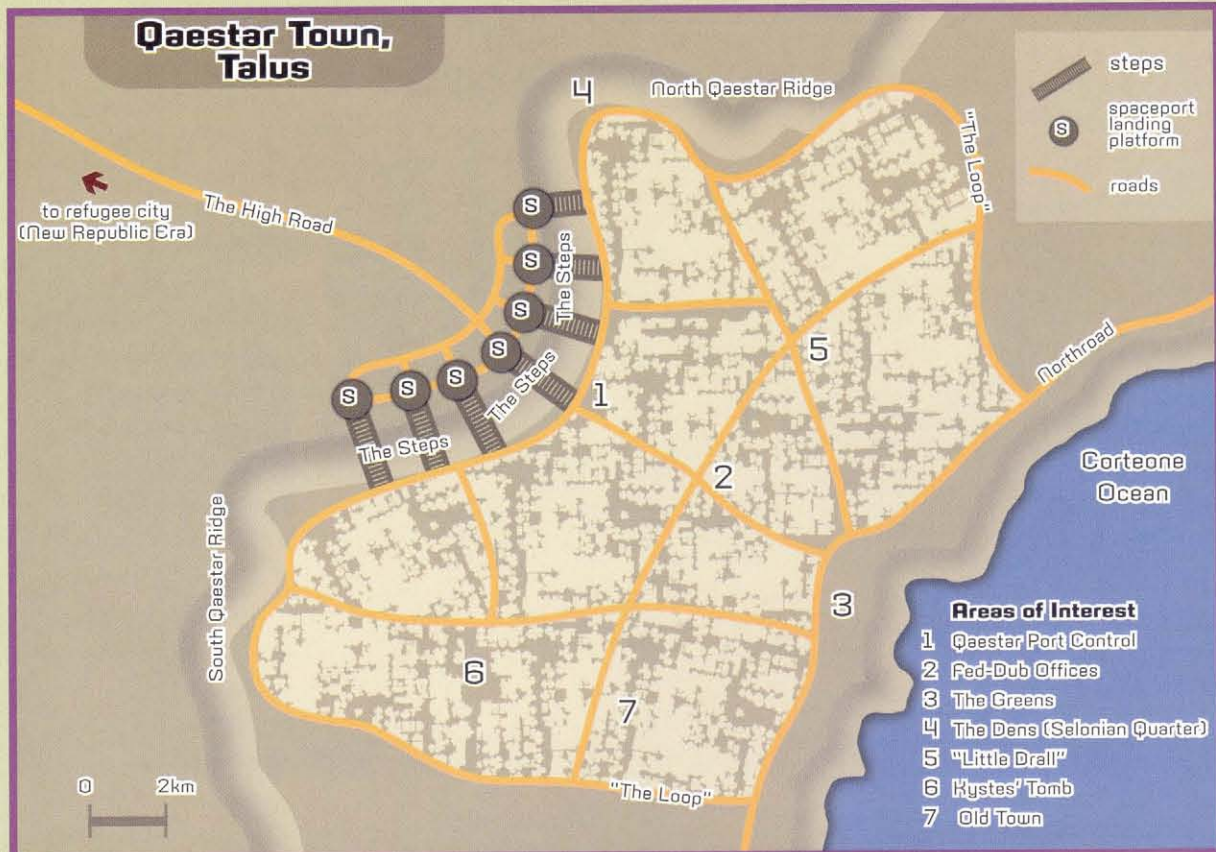 Qaestar Town,
Talus
steps
S
spaceport
landing
platform
roads
4
North Qaestar Ridge
"The Loop"
to refugee city
(New Republic Era)
The High Road
S
S
S
S
S
S
S
The Steps
The Steps
The Steps
1
5
Northroad
2
Corteone
Ocean
South Qaestar Ridge
3
6
7
"The Loop"
0 2km
Areas of Interest
1 Qaestar Port Control
2 Fed-Dub Offices
3 The Greens
4 The Dens (Selonian Quarter)
5 "Little Drall"
6 Kystes' Tomb
7 Old Town